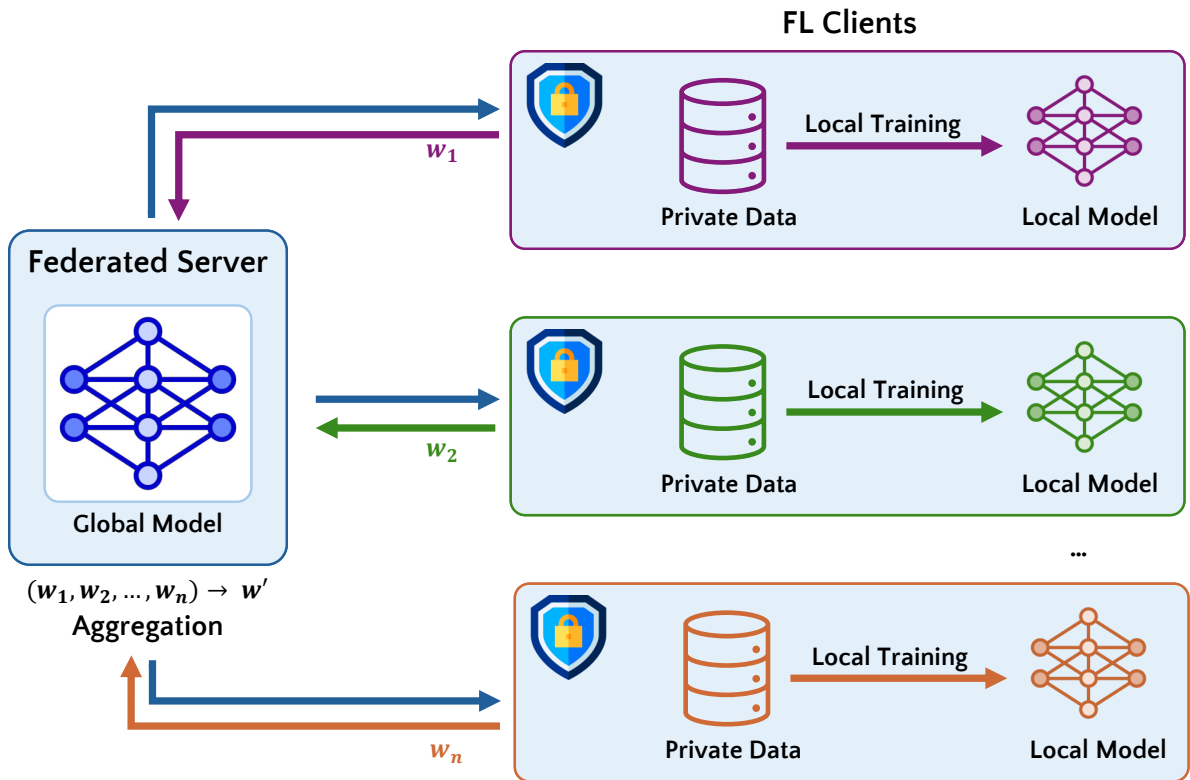 FL Clients
Local Training
w₁
Private Data
Local Model
Federated Server
Global Model
Local Training
w₂
Private Data
Local Model
...
(w₁, w₂, ... , wₙ) → w′
Aggregation
Local Training
wₙ
Private Data
Local Model